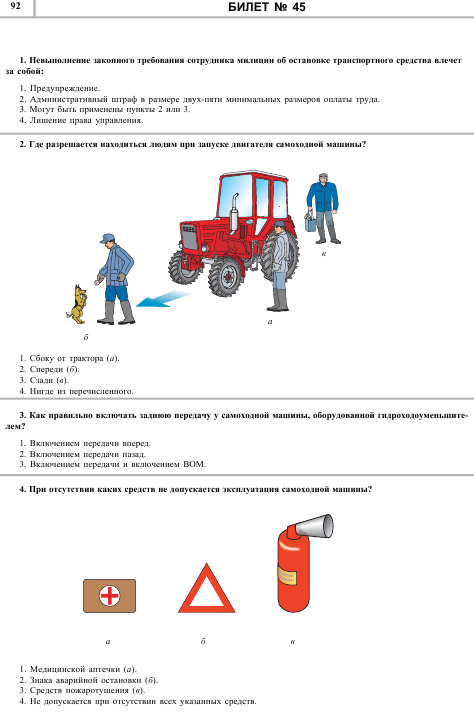 92
БИЛЕТ № 45
1. Невыполнение законного требования сотрудника милиции об остановке транспортного средства влечет
за собой:
1. Предупреждение.
2. Административный штраф в размере двух-пяти минимальных размеров оплаты труда.
3. Могут быть применены пункты 2 или 3.
4. Лишение права управления.
2. Где разрешается находиться людям при запуске двигателя самоходной машины?
в
а
б
1. Сбоку от трактора (а).
2. Спереди (б).
3. Сзади (в).
4. Нигде из перечисленного.
3. Как правильно включать заднюю передачу у самоходной машины, оборудованной гидроходоуменьшите-
лем?
1. Включением передачи вперед.
2. Включением передачи назад.
3. Включением передачи и включением ВОМ.
4. При отсутствии каких средств не допускается эксплуатация самоходной машины?
а б в
1. Медицинской аптечки (а).
2. Знака аварийной остановки (б).
3. Средств пожаротушения (в).
4. Не допускается при отсутствии всех указанных средств.